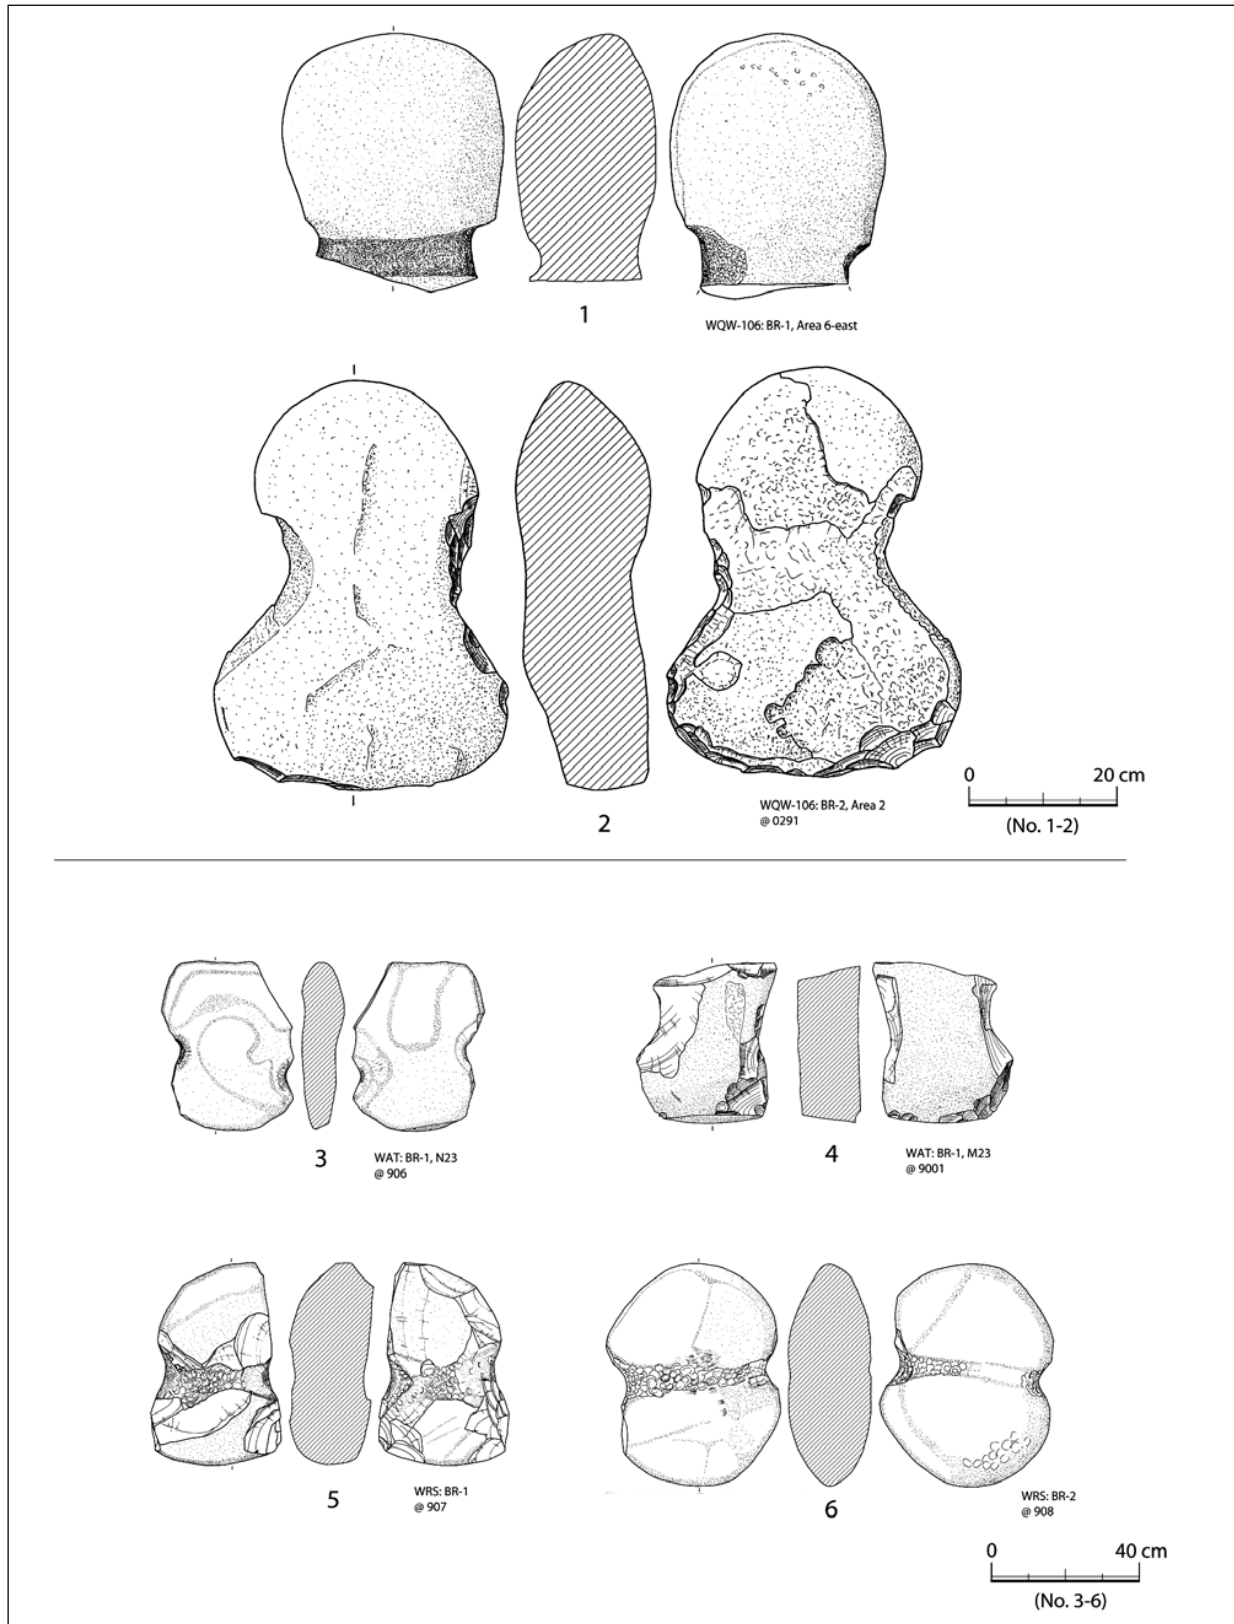 1
WQW-106: BR-1, Area 6-east
2
WQW-106: BR-2, Area 2
@ 0291
0 20 cm
(No. 1-2)
3
WAT: BR-1, N23
@ 906
4
WAT: BR-1, M23
@ 9001
5
WRS: BR-1
@ 907
6
WRS: BR-2
@ 908
0 40 cm
(No. 3-6)